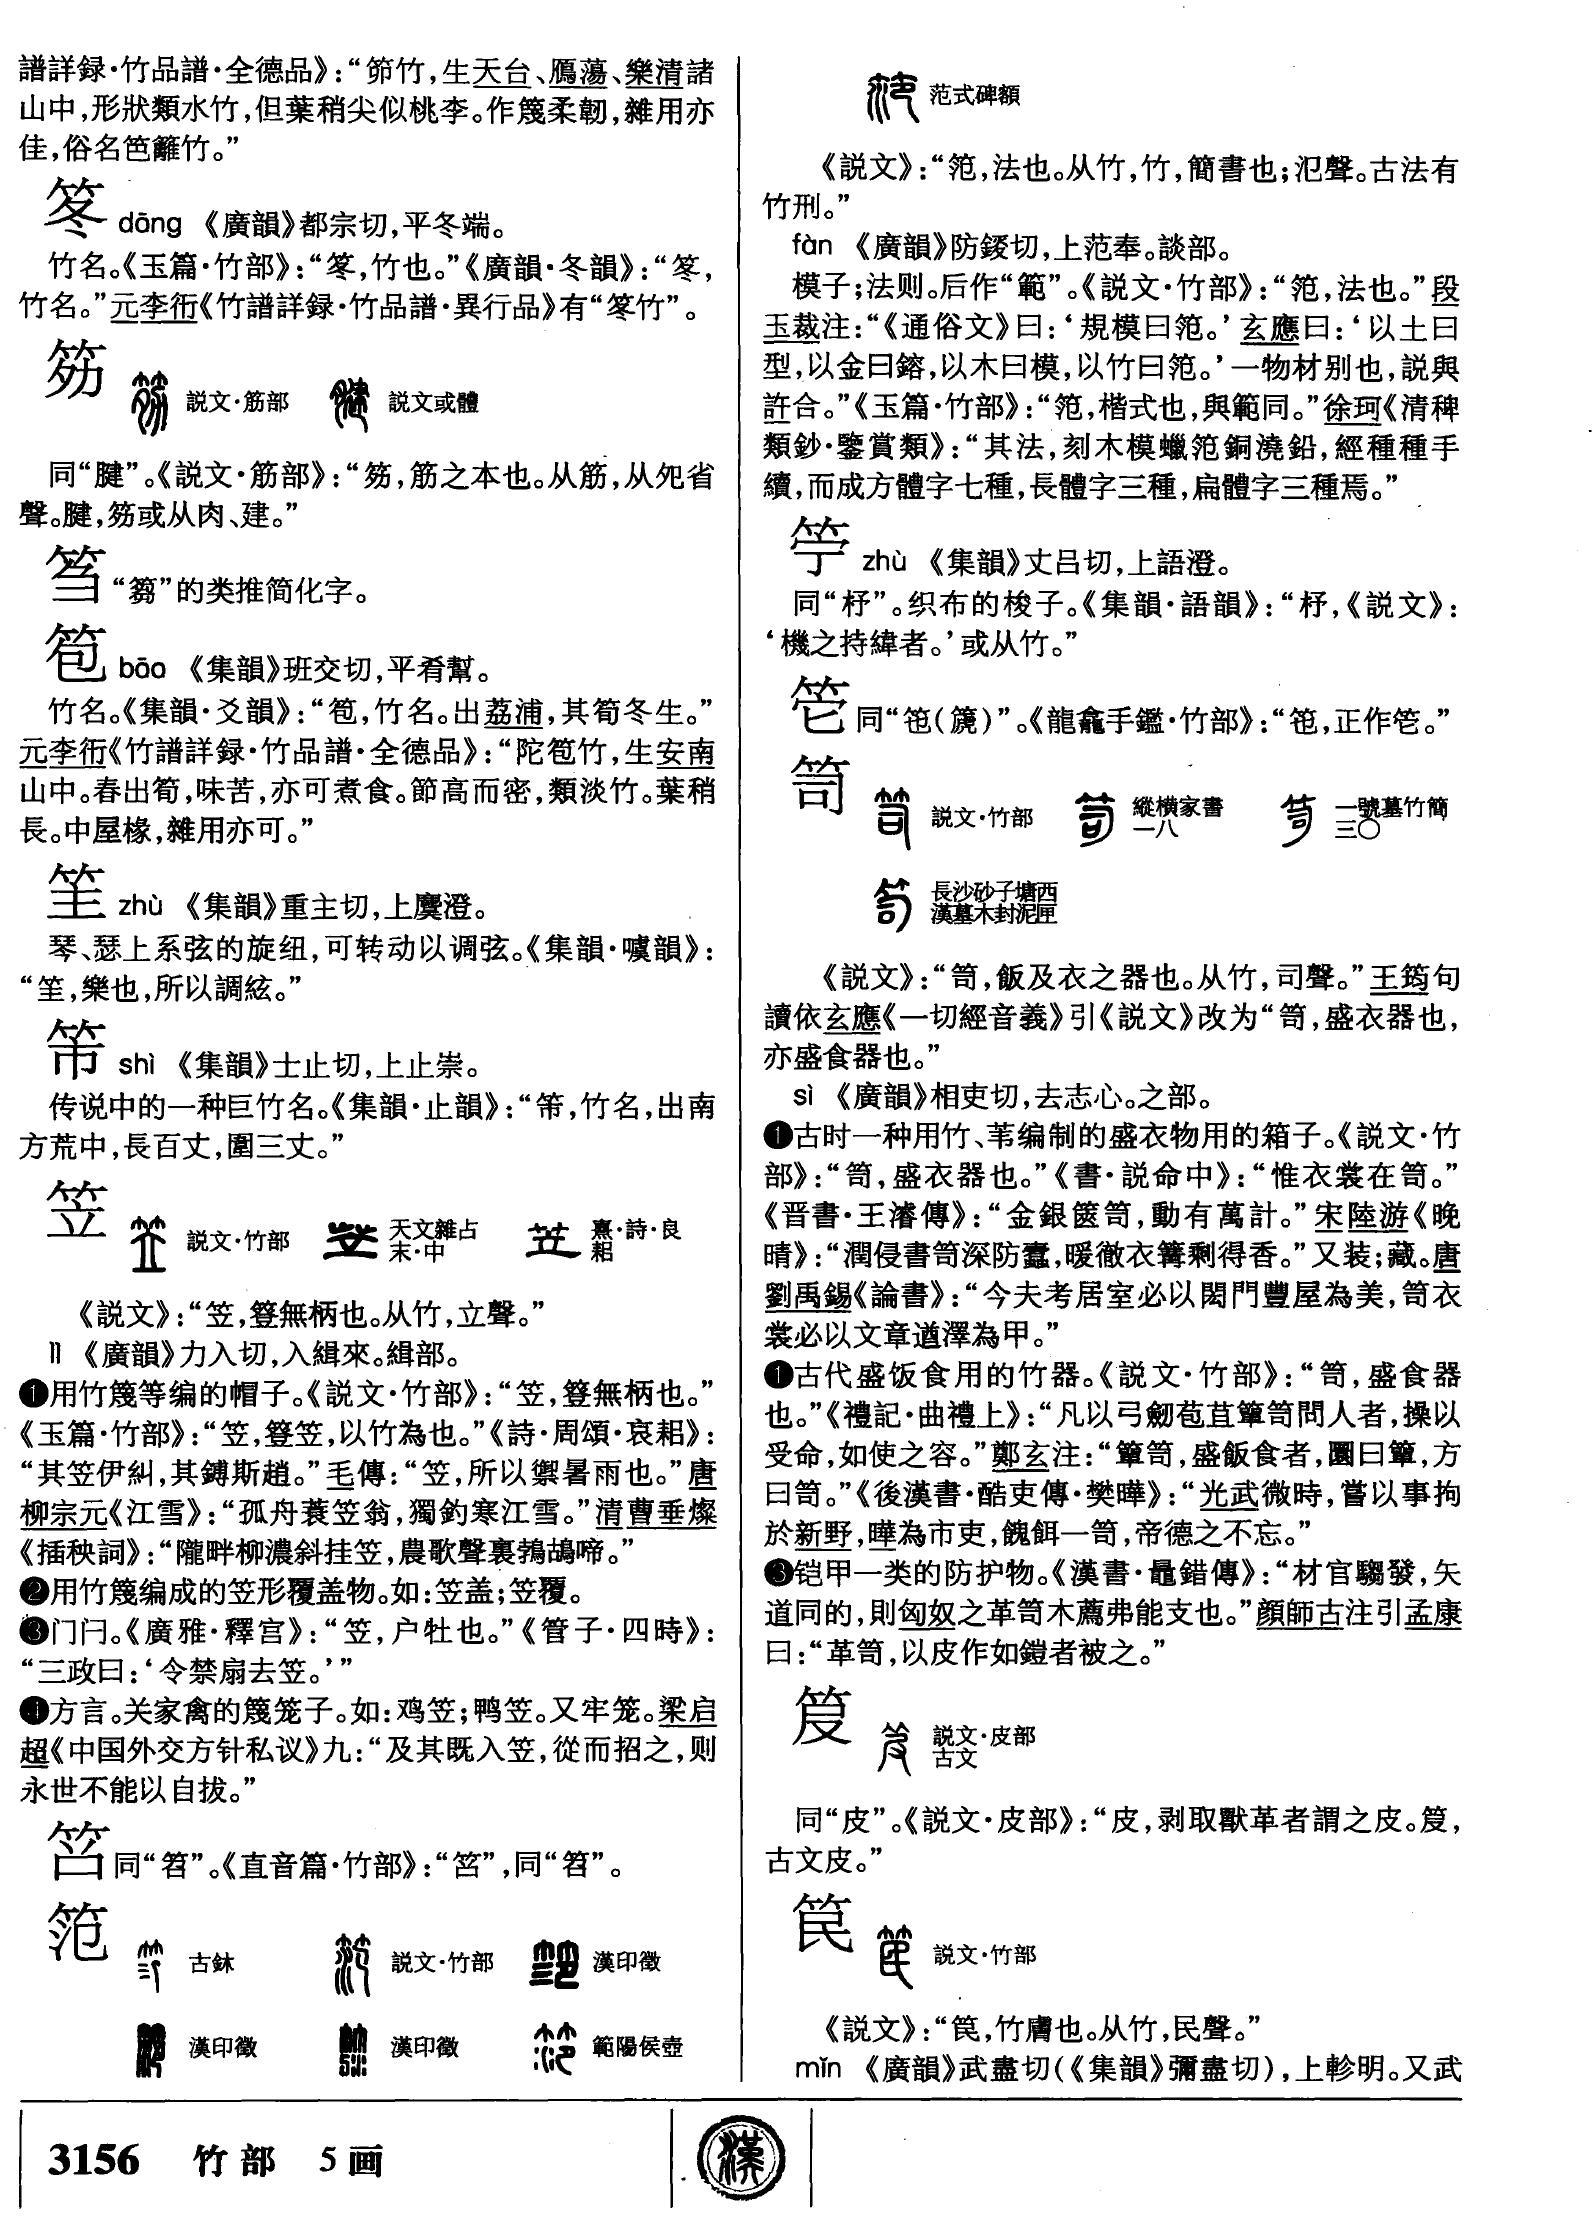 譜詳録·竹品譜·全德品》：“笷竹，生天台、鴈蕩、樂清諸
山中，形狀類水竹，但葉稍尖似桃李。作篾柔韌，雜用亦
佳，俗名笆籬竹。”
笗 dōng 《廣韻》都宗切，平冬端。
竹名。《玉篇·竹部》：“笗，竹也。”《廣韻·冬韻》：“笗，
竹名。”元李衎《竹譜詳録·竹品譜·異行品》有“笗竹”。
笏
説文·筋部 説文或體
同“腱”。《説文·筋部》：“笏，筋之本也。从筋，从夗省
聲。腱，笏或从肉、建。”
“篘”的类推简化字。
笣 bāo 《集韻》班交切，平肴幫。
竹名。《集韻·爻韻》：“笣，竹名。出荔浦，其筍冬生。”
元李衎《竹譜詳録·竹品譜·全德品》：“陀笣竹，生安南
山中。春出筍，味苦，亦可煮食。節高而密，類淡竹。葉稍
長。中屋椽，雜用亦可。”
zhù 《集韻》重主切，上麌澄。
琴、瑟上系弦的旋纽，可转动以调弦。《集韻·噳韻》：
“，樂也，所以調絃。”
笫 shì 《集韻》士止切，上止崇。
传说中的一种巨竹名。《集韻·止韻》：“，竹名，出南
方荒中，長百丈，圍三丈。”
笠
説文·竹部 天文雜占末·中 熹·詩·良耜
《説文》：“笠，簦無柄也。从竹，立聲。”
lì 《廣韻》力入切，入緝來。緝部。
❶用竹篾等编的帽子。《説文·竹部》：“笠，簦無柄也。”
《玉篇·竹部》：“笠，簦笠，以竹為也。”《詩·周頌·良耜》：
“其笠伊糾，其鎛斯趙。”毛傳：“笠，所以禦暑雨也。”唐
柳宗元《江雪》：“孤舟蓑笠翁，獨釣寒江雪。”清曹垂燦
《插秧詞》：“隴畔柳濃斜挂笠，農歌聲裏鵓鴣啼。”
❷用竹篾编成的笠形覆盖物。如：笠盖；笠覆。
❸门闩。《廣雅·釋宫》：“笠，户牡也。”《管子·四時》：
“三政曰：‘令禁扇去笠。’”
❹方言。关家禽的篾笼子。如：鸡笠；鸭笠。又牢笼。梁启
超《中国外交方针私议》九：“及其既入笠，從而招之，则
永世不能以自拔。”
同“笤”。《直音篇·竹部》：“”，同“笤”。
笵
古鉢 説文·竹部 漢印徵
漢印徵 漢印徵 範陽侯壺
范式碑額
《説文》：“笵，法也。从竹，竹，簡書也；氾聲。古法有
竹刑。”
fàn 《廣韻》防錽切，上范奉。談部。
模子；法则。后作“範”。《説文·竹部》：“笵，法也。”段
玉裁注：“《通俗文》曰：‘規模曰笵。’玄應曰：‘以土曰
型，以金曰鎔，以木曰模，以竹曰笵。’一物材别也，説與
許合。”《玉篇·竹部》：“笵，楷式也，與範同。”徐珂《清稗
類鈔·鑒賞類》：“其法，刻木模蠟笵銅澆鉛，經種種手
續，而成方體字七種，長體字三種，扁體字三種焉。”
竚 zhù 《集韻》丈吕切，上語澄。
同“杼”。织布的梭子。《集韻·語韻》：“杼，《説文》：
‘機之持緯者。’或从竹。”
同“竾（篪）”。《龍龕手鑑·竹部》：“竾，正作。”
笥
説文·竹部 縱横家書一八 一號墓竹簡三〇
長沙砂子塘西漢墓木封泥匣
《説文》：“笥，飯及衣之器也。从竹，司聲。”王筠句
讀依玄應《一切經音義》引《説文》改为“笥，盛衣器也，
亦盛食器也。”
sì 《廣韻》相吏切，去志心。之部。
❶古时一种用竹、苇编制的盛衣物用的箱子。《説文·竹
部》：“笥，盛衣器也。”《書·説命中》：“惟衣裳在笥。”
《晋書·王濬傳》：“金銀篋笥，動有萬計。”宋陸游《晚
晴》：“潤侵書笥深防蠹，暖徹衣篝剩得香。”又装；藏。唐
劉禹錫《論書》：“今夫考居室必以閎門豐屋為美，笥衣
裳必以文章遒澤為甲。”
❶古代盛饭食用的竹器。《説文·竹部》：“笥，盛食器
也。”《禮記·曲禮上》：“凡以弓劒苞苴簞笥問人者，操以
受命，如使之容。”鄭玄注：“簞笥，盛飯食者，圜曰簞，方
曰笥。”《後漢書·酷吏傳·樊曄》：“光武微時，嘗以事拘
於新野，曄為市吏，餽餌一笥，帝德之不忘。”
❸铠甲一类的防护物。《漢書·鼂錯傳》：“材官騶發，矢
道同的，則匈奴之革笥木薦弗能支也。”顔師古注引孟康
曰：“革笥，以皮作如鎧者被之。”
説文·皮部古文
同“皮”。《説文·皮部》：“皮，剥取獸革者謂之皮。，
古文皮。”
笢
説文·竹部
《説文》：“笢，竹膚也。从竹，民聲。”
mǐn 《廣韻》武盡切（《集韻》彌盡切），上軫明。又武
3156 竹部 5画
漢